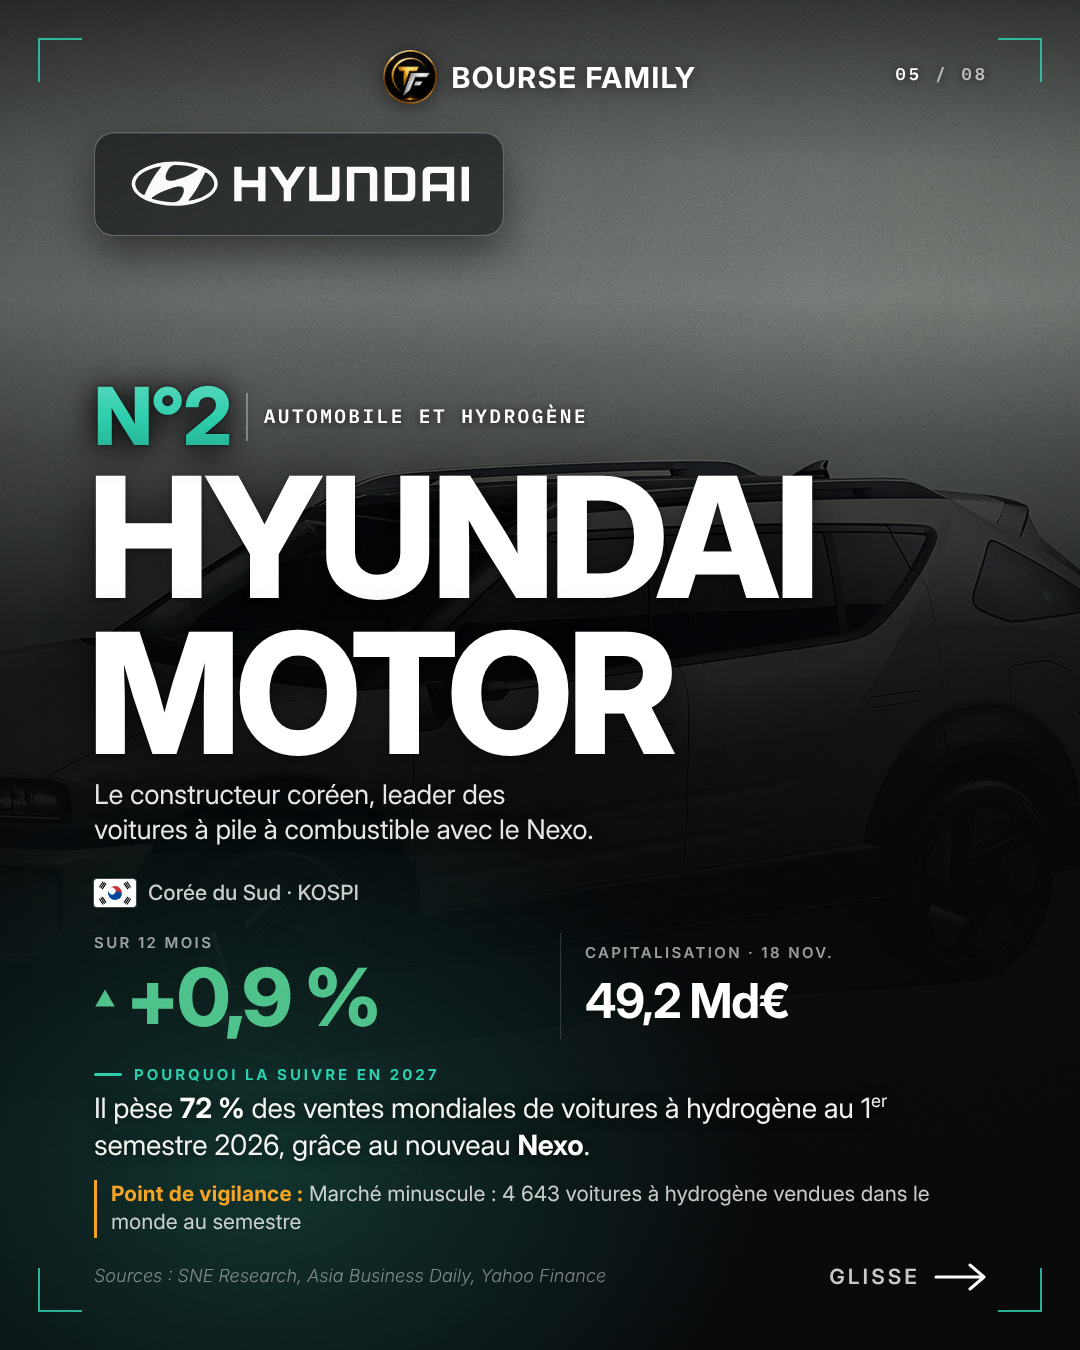 BOURSE FAMILY
05 / 08
HYUNDAI
N°2
AUTOMOBILE ET HYDROGÈNE
HYUNDAI
MOTOR
Le constructeur coréen, leader des
voitures à pile à combustible avec le Nexo.
Corée du Sud · KOSPI
SUR 12 MOIS
▲ +0,9 %
CAPITALISATION · 18 NOV.
49,2 Md€
POURQUOI LA SUIVRE EN 2027
Il pèse 72 % des ventes mondiales de voitures à hydrogène au 1er
semestre 2026, grâce au nouveau Nexo.
Point de vigilance : Marché minuscule : 4 643 voitures à hydrogène vendues dans le
monde au semestre
Sources : SNE Research, Asia Business Daily, Yahoo Finance
GLISSE →